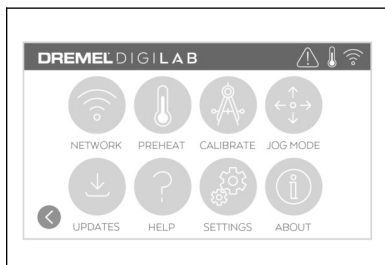 DREMEL DIGILAB
NETWORK PREHEAT CALIBRATE JOG MODE
UPDATES HELP SETTINGS ABOUT